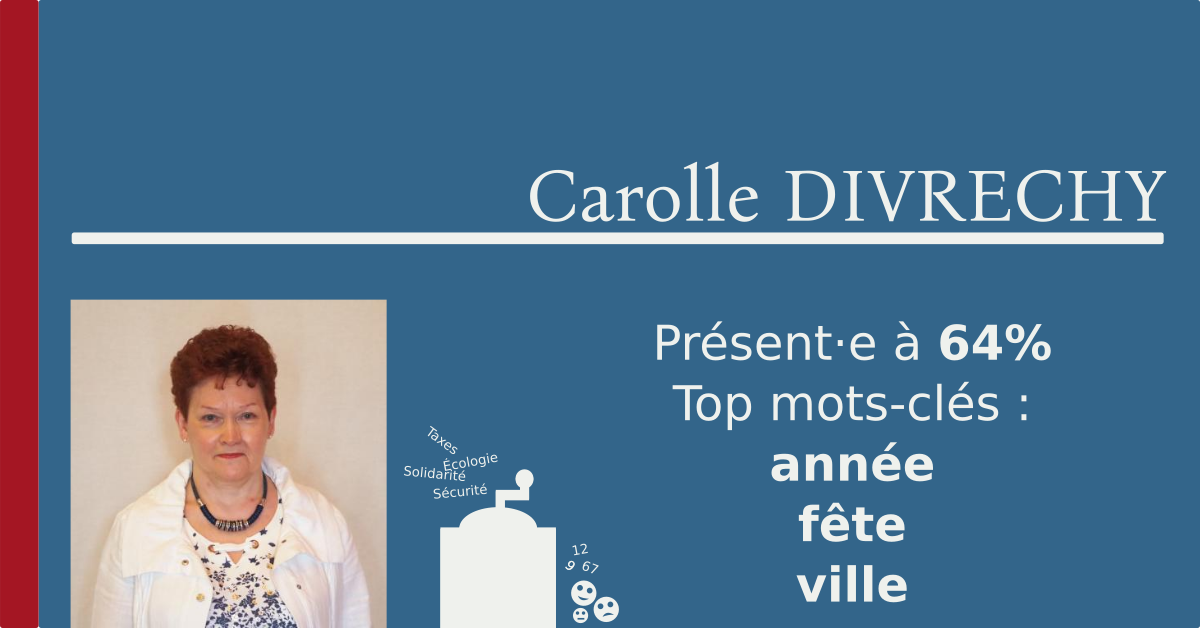 Carolle DIVRECHY
Présent·e à 64%
Top mots-clés :
année
fête
ville
Taxes
Écologie
Solidarité
Sécurité
12
9 67